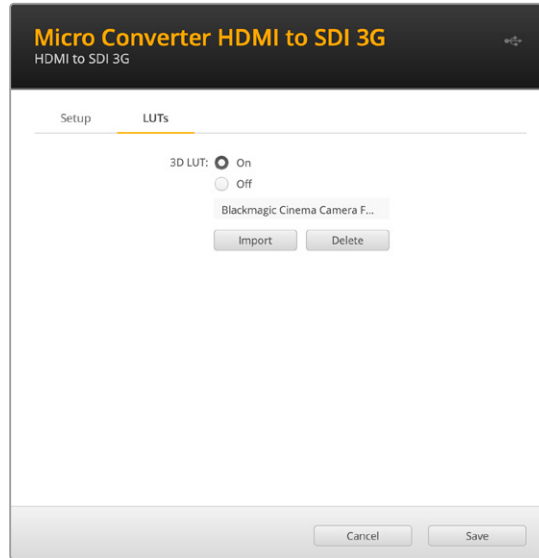 Micro Converter HDMI to SDI 3G
HDMI to SDI 3G
Setup LUTs
3D LUT: On
Off
Blackmagic Cinema Camera F...
Import Delete
Cancel Save